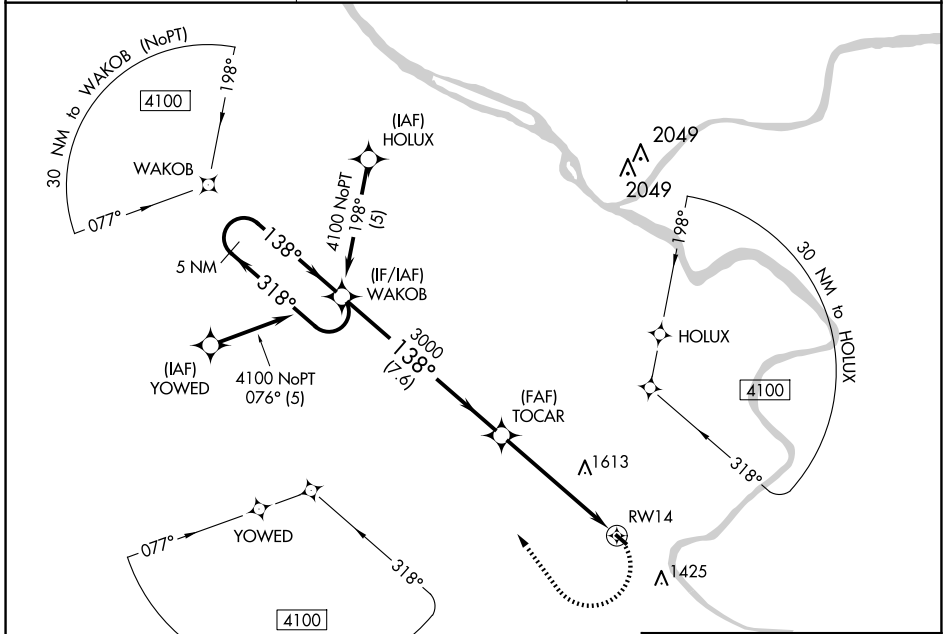 30 NM to WAKOB (NoPT)
4100
198°
WAKOB
077°
(IAF)
HOLUX
4100 NoPT
198°
(5)
2049
2049
5 NM
138°
318°
(IF/IAF)
WAKOB
(IAF)
YOWED
4100 NoPT
076° (5)
3000
138°
(7.6)
(FAF)
TOCAR
1613
RW14
1425
198°
30 NM to HOLUX
HOLUX
4100
318°
077°
YOWED
318°
4100